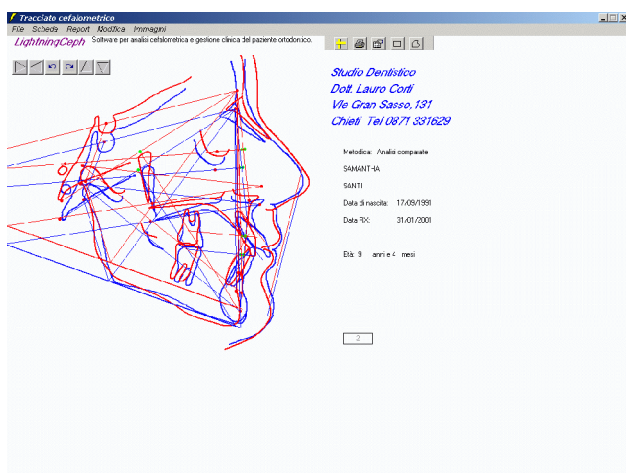 Tracciato cefalometrico
File Scheda Report Modifica Immagini
LightningCeph Software per analisi cefalometrica e gestione clinica del paziente ortodonico.
Studio Dentistico
Dott. Lauro Corti
Vle Gran Sasso, 131
Chieti Tel 0871 331629
Metodica: Analisi comparate
SAMANTHA
SANTI
Data di nascita: 17/09/1991
Data RX: 31/01/2001
Età: 9 anni e 4 mesi
2